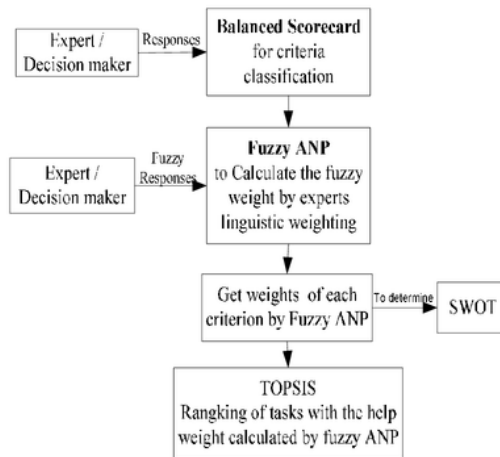 Expert /
Decision maker
Responses
Balanced Scorecard
for criteria
classification
Expert /
Decision maker
Fuzzy
Responses
Fuzzy ANP
to Calculate the fuzzy
weight by experts
linguistic weighting
Get weights of each
criterion by Fuzzy ANP
To determine
SWOT
TOPSIS
Rangking of tasks with the help
weight calculated by fuzzy ANP